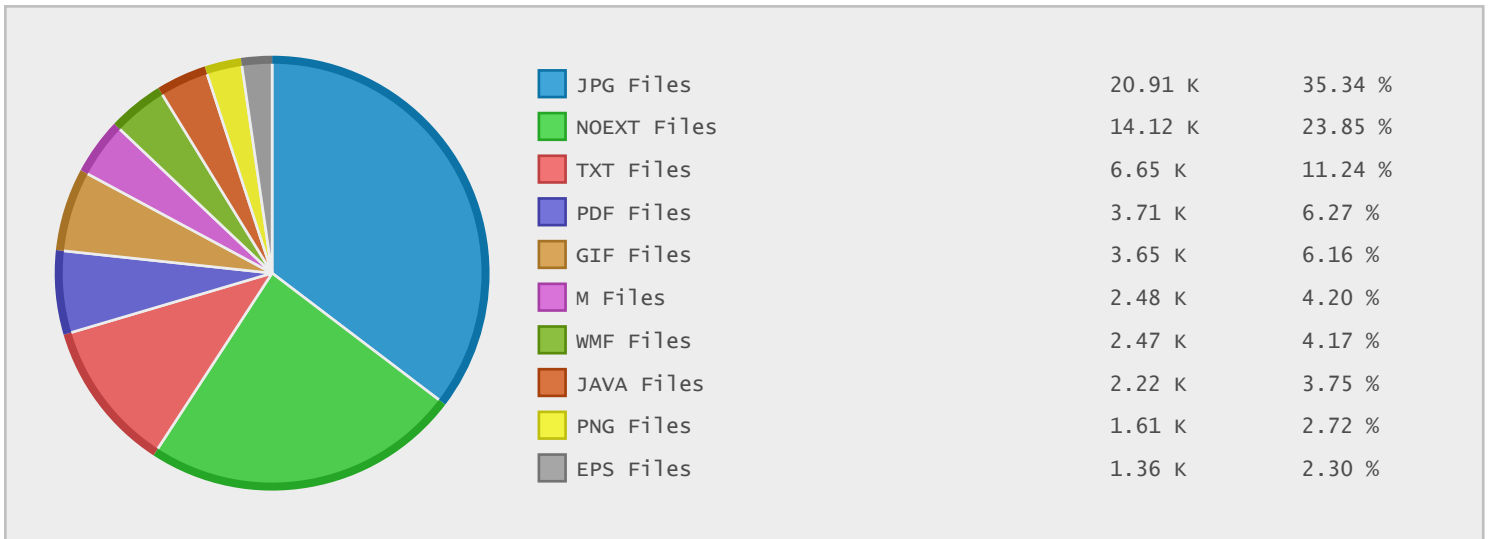 JPG Files 20.91 K 35.34 %
NOEXT Files 14.12 K 23.85 %
TXT Files 6.65 K 11.24 %
PDF Files 3.71 K 6.27 %
GIF Files 3.65 K 6.16 %
M Files 2.48 K 4.20 %
WMF Files 2.47 K 4.17 %
JAVA Files 2.22 K 3.75 %
PNG Files 1.61 K 2.72 %
EPS Files 1.36 K 2.30 %